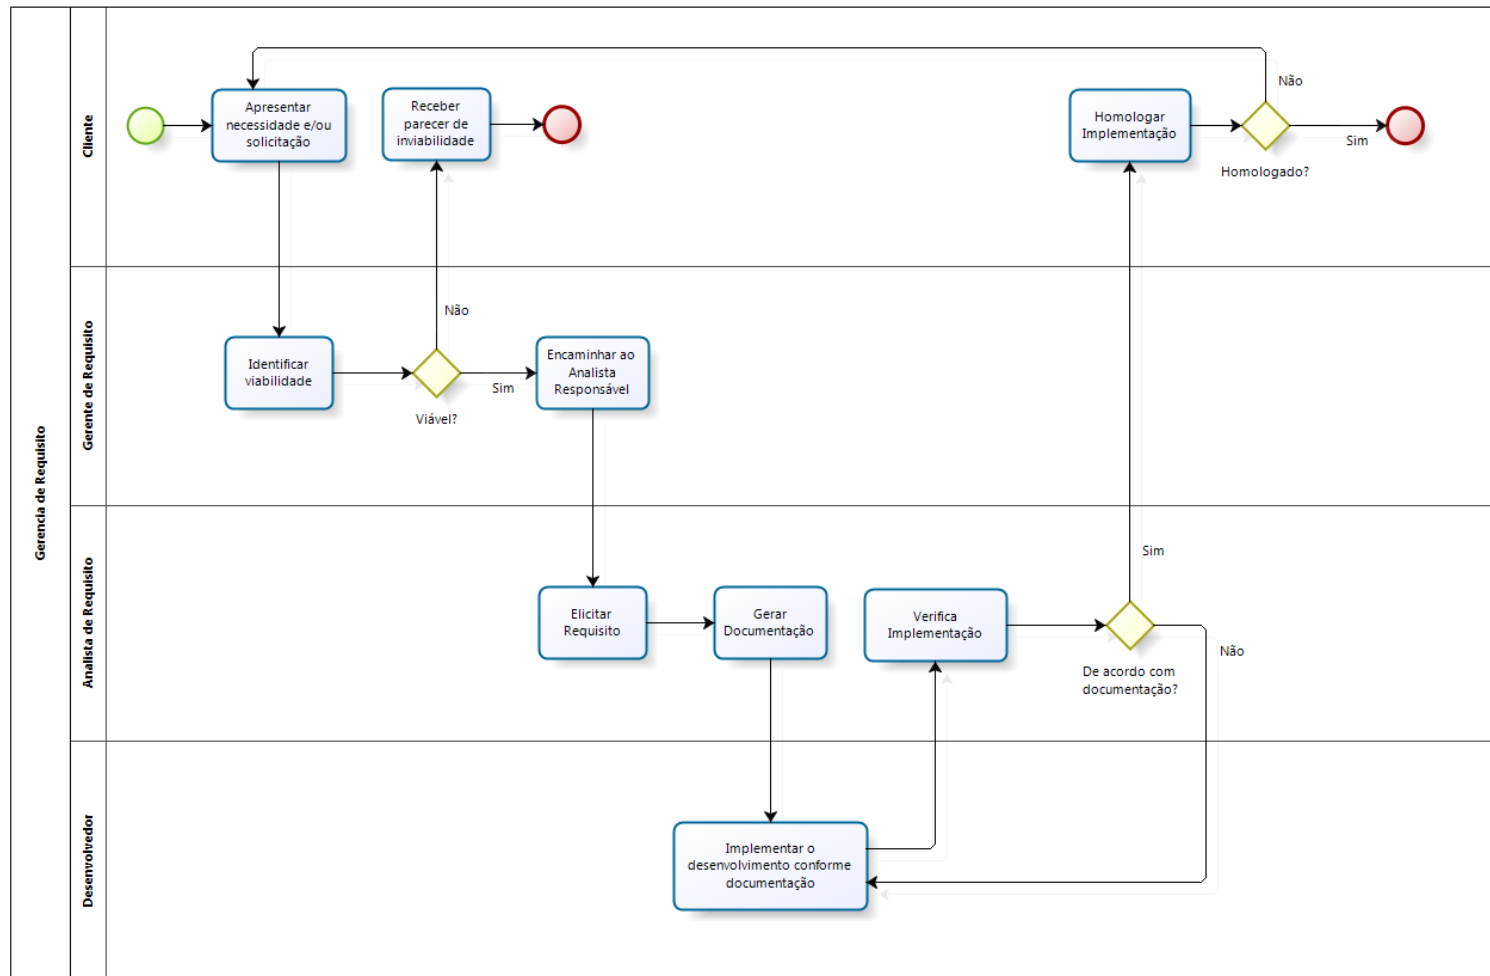 Gerencia de Requisito
Cliente
Apresentar
necessidade e/ou
solicitação
Receber
parecer de
inviabilidade
Homologar
Implementação
Não
Sim
Homologado?
Gerente de Requisito
Identificar
viabilidade
Não
Sim
Viável?
Encaminhar ao
Analista
Responsável
Analista de Requisito
Elicitar
Requisito
Gerar
Documentação
Verifica
Implementação
Sim
Não
De acordo com
documentação?
Desenvolvedor
Implementar o
desenvolvimento conforme
documentação